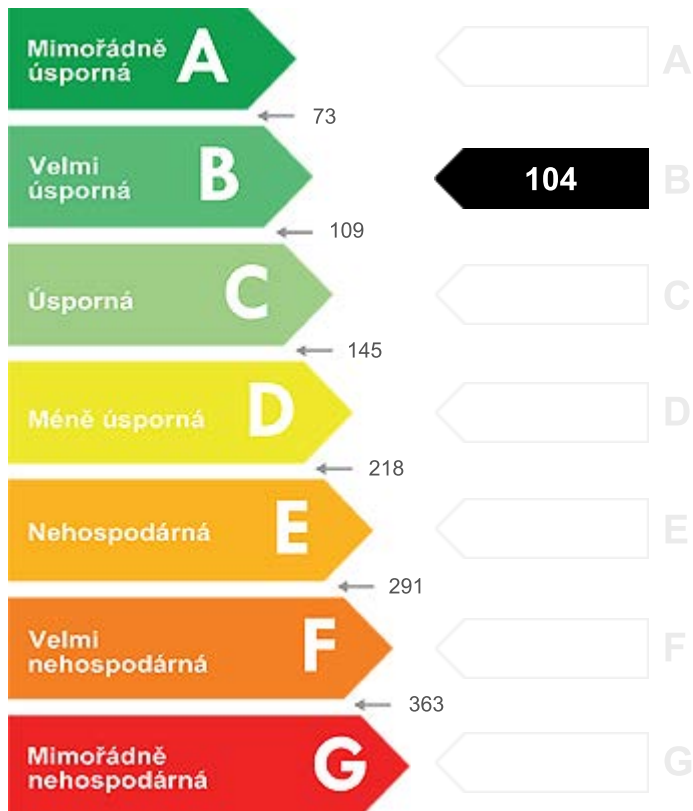 Mimořádně
úsporná
A
A
73
Velmi
úsporná
B
104
B
109
Úsporná
C
C
145
Méně úsporná
D
D
218
Nehospodárná
E
E
291
Velmi
nehospodárná
F
F
363
Mimořádně
nehospodárná
G
G